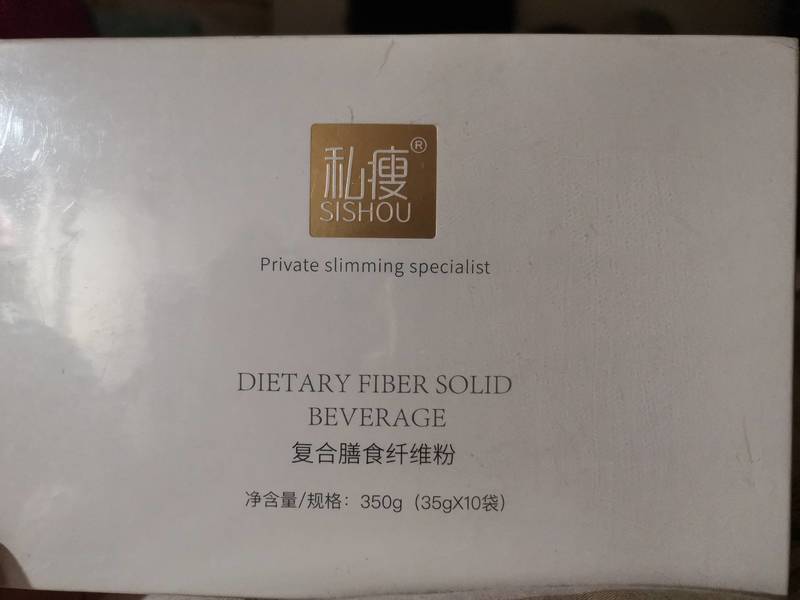 私瘦®
SISHOU
Private slimming specialist
DIETARY FIBER SOLID
BEVERAGE
复合膳食纤维粉
净含量/规格：350g（35gX10袋）